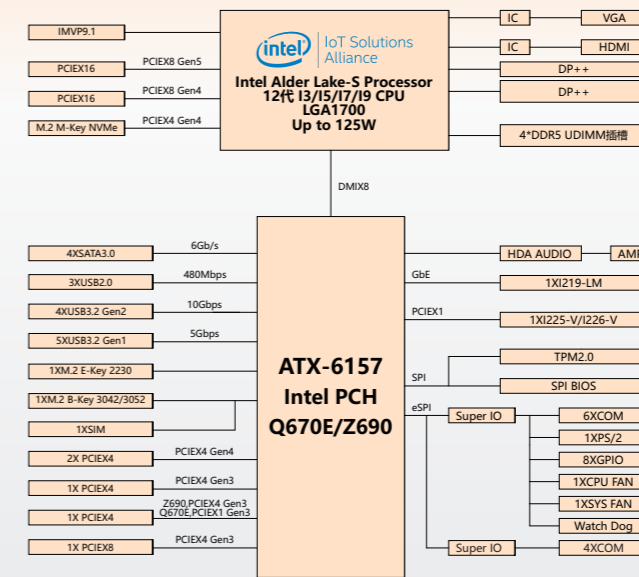 IMVP9.1
PCIEX16
PCIEX8 Gen5
PCIEX16
PCIEX8 Gen4
M.2 M-Key NVMe
PCIEX4 Gen4
intel
IoT Solutions
Alliance
Intel Alder Lake-S Processor
12代 I3/I5/I7/I9 CPU
LGA1700
Up to 125W
IC
VGA
IC
HDMI
DP++
DP++
4*DDR5 UDIMM插槽
DMIX8
4XSATA3.0
6Gb/s
3XUSB2.0
480Mbps
4XUSB3.2 Gen2
10Gbps
5XUSB3.2 Gen1
5Gbps
1XM.2 E-Key 2230
1XM.2 B-Key 3042/3052
1XSIM
2X PCIEX4
PCIEX4 Gen4
1X PCIEX4
PCIEX4 Gen3
1X PCIEX4
Z690,PCIEX4 Gen3
Q670E,PCIEX1 Gen3
1X PCIEX8
PCIEX4 Gen3
ATX-6157
Intel PCH
Q670E/Z690
HDA AUDIO
GbE
1XI219-LM
PCIEX1
1XI225-V/I226-V
SPI
TPM2.0
SPI BIOS
eSPI
Super IO
6XCOM
1XPS/2
8XGPIO
1XCPU FAN
1XSYS FAN
Watch Dog
Super IO
4XCOM